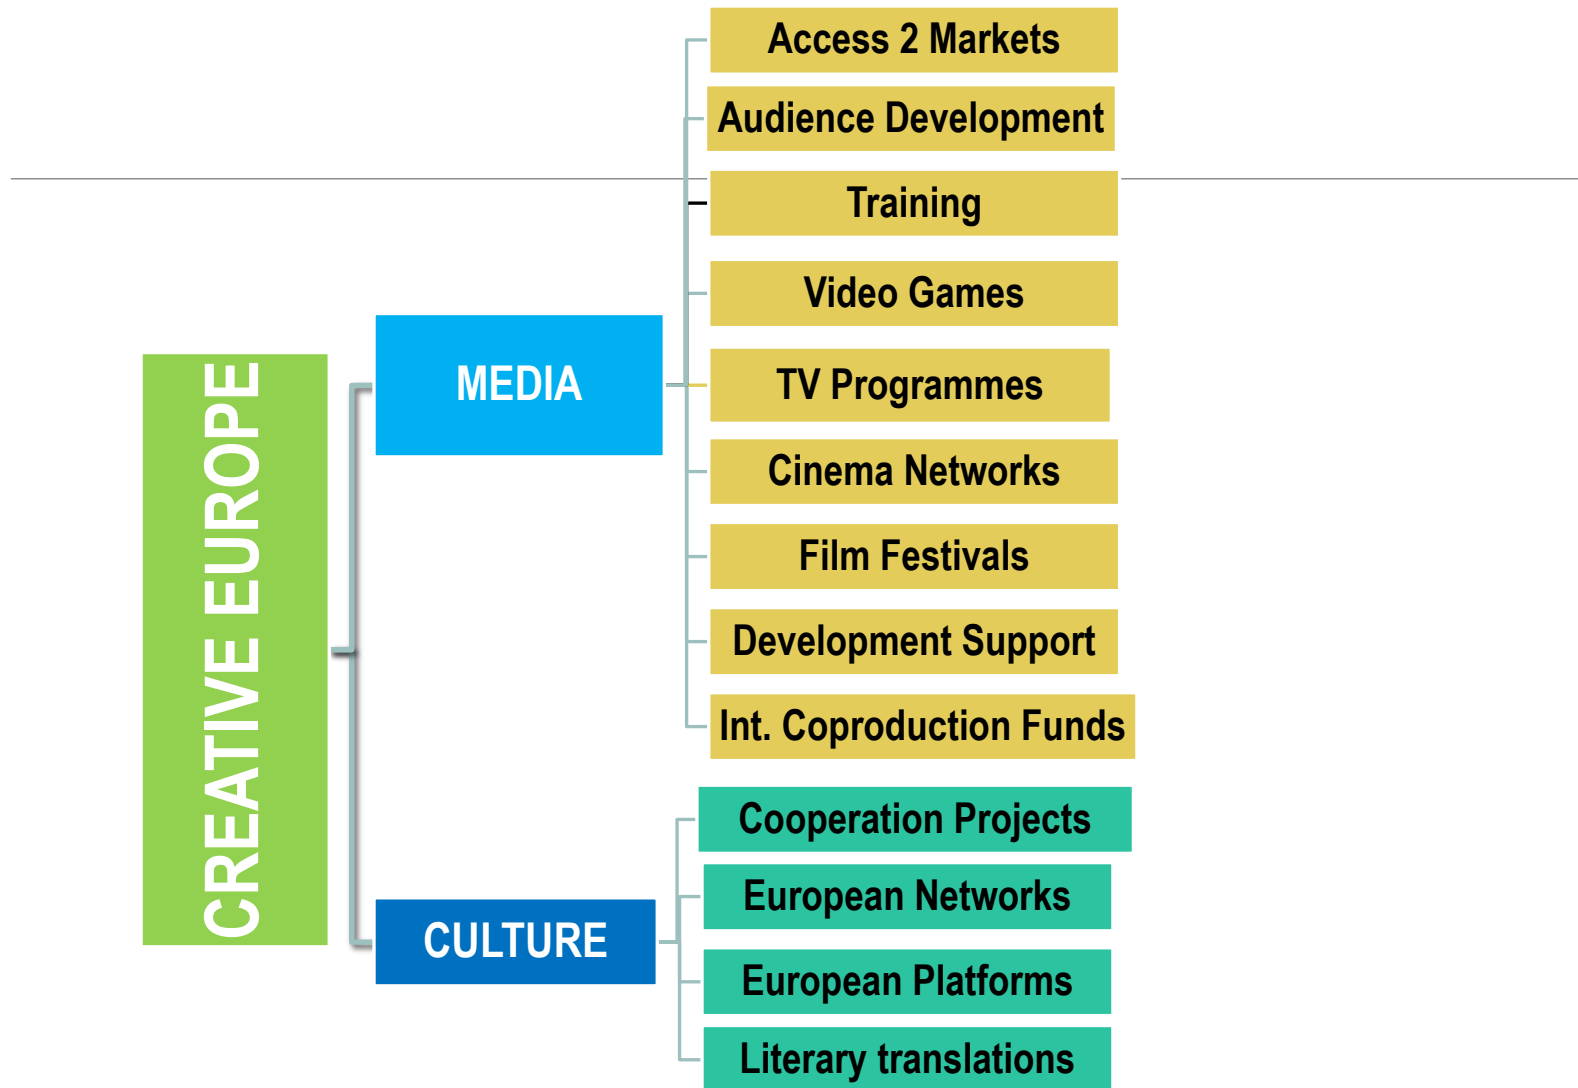 CREATIVE EUROPE
MEDIA
Access 2 Markets
Audience Development
Training
Video Games
TV Programmes
Cinema Networks
Film Festivals
Development Support
Int. Coproduction Funds
CULTURE
Cooperation Projects
European Networks
European Platforms
Literary translations